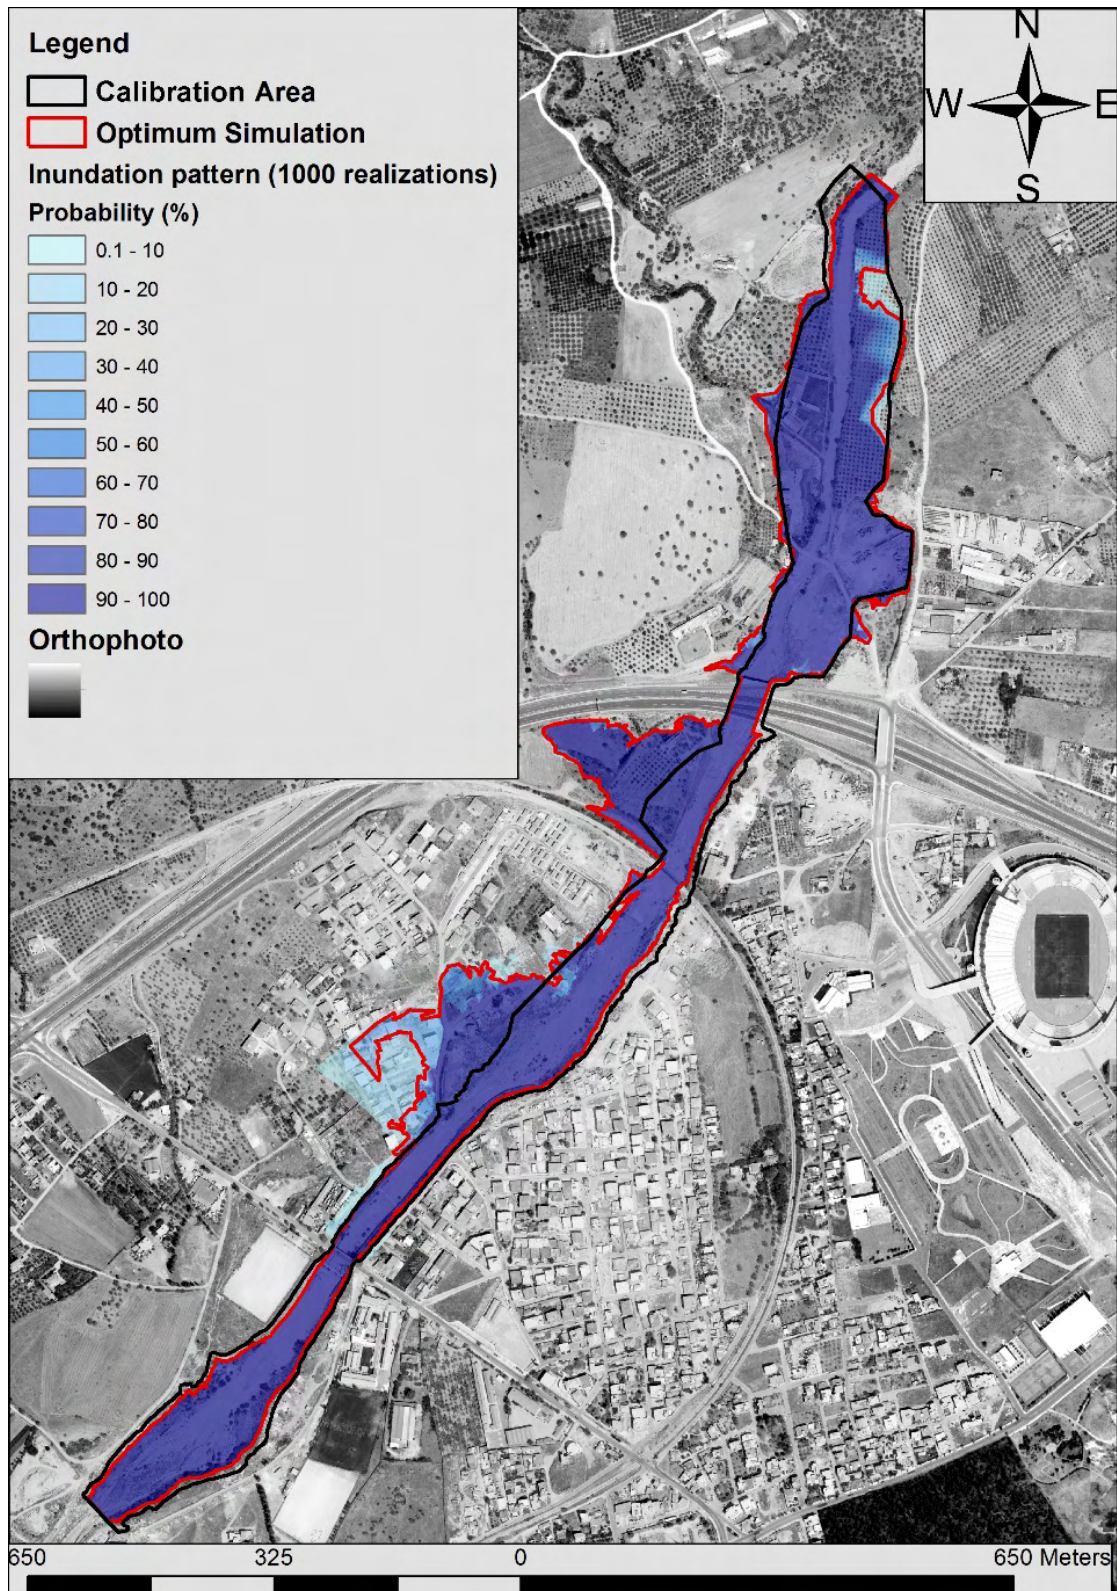 Legend
Calibration Area
Optimum Simulation
Inundation pattern (1000 realizations)
Probability (%)
0.1 - 10
10 - 20
20 - 30
30 - 40
40 - 50
50 - 60
60 - 70
70 - 80
80 - 90
90 - 100
Orthophoto
N
W
E
S
650
325
0
650 Meters